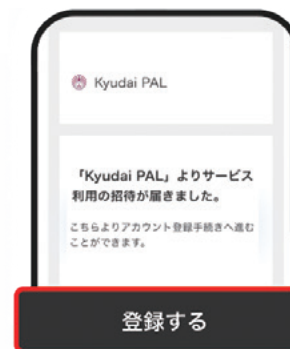 Kyudai PAL
「Kyudai PAL」よりサービス
利用の招待が届きました。
こちらよりアカウント登録手続きへ進む
ことができます。
登録する